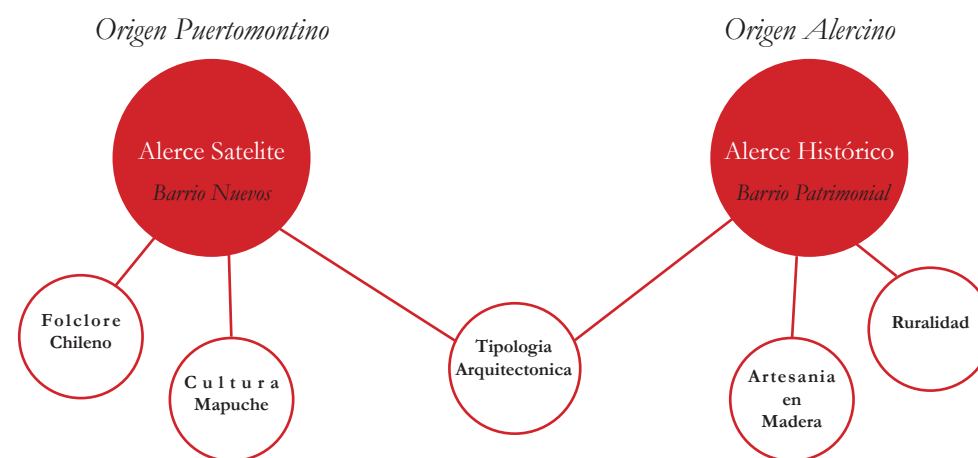 Origen Puertomontino
Origen Alercino
Alerce Satelite
Barrio Nuevos
Alerce Histórico
Barrio Patrimonial
Folclore
Chileno
Cultura
Mapuche
Tipologia
Arquitectonica
Artesania
en
Madera
Ruralidad